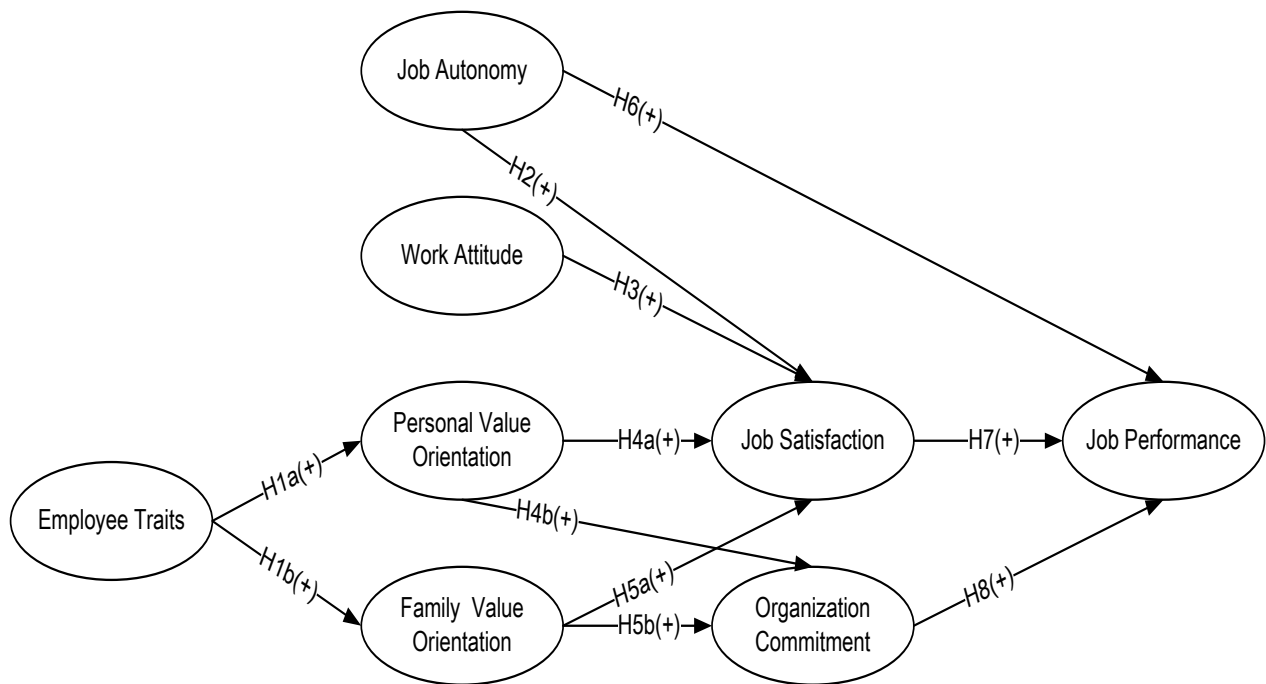 Job Autonomy
H6(+)
H2(+)
Work Attitude
H3(+)
Personal Value
Orientation
H4a(+)
Job Satisfaction
H7(+)
Job Performance
H1a(+)
Employee Traits
H4b(+)
H1b(+)
H5a(+)
Family Value
Orientation
H5b(+)
Organization
Commitment
H8(+)